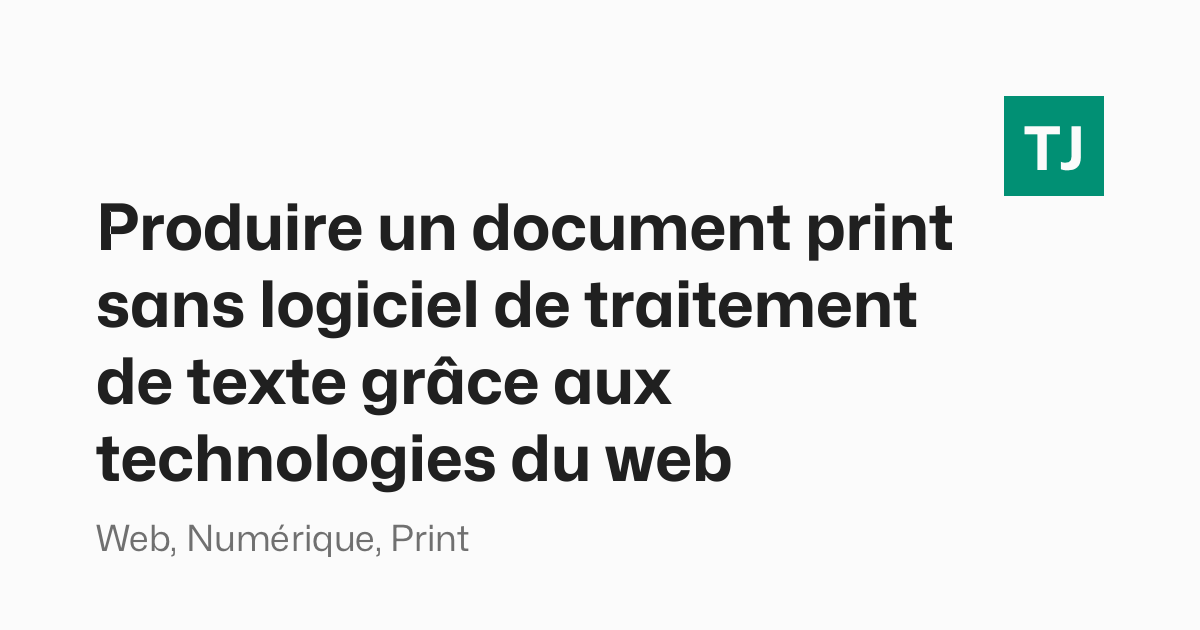 TJ
Produire un document print
sans logiciel de traitement
de texte grâce aux
technologies du web
Web, Numérique, Print